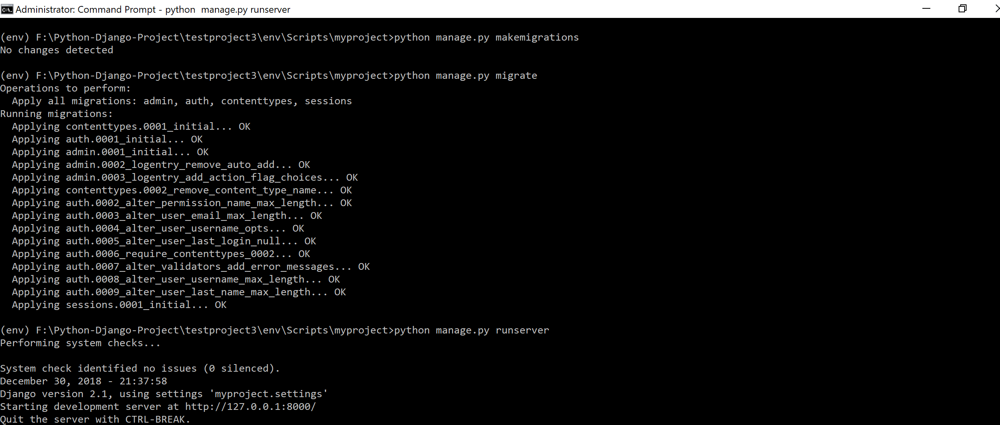 Administrator: Command Prompt - python  manage.py runserver
(env) F:\Python-Django-Project\testproject3\env\Scripts\myproject>python manage.py makemigrations
No changes detected
(env) F:\Python-Django-Project\testproject3\env\Scripts\myproject>python manage.py migrate
Operations to perform:
  Apply all migrations: admin, auth, contenttypes, sessions
Running migrations:
  Applying contenttypes.0001_initial... OK
  Applying auth.0001_initial... OK
  Applying admin.0001_initial... OK
  Applying admin.0002_logentry_remove_auto_add... OK
  Applying admin.0003_logentry_add_action_flag_choices... OK
  Applying contenttypes.0002_remove_content_type_name... OK
  Applying auth.0002_alter_permission_name_max_length... OK
  Applying auth.0003_alter_user_email_max_length... OK
  Applying auth.0004_alter_user_username_opts... OK
  Applying auth.0005_alter_user_last_login_null... OK
  Applying auth.0006_require_contenttypes_0002... OK
  Applying auth.0007_alter_validators_add_error_messages... OK
  Applying auth.0008_alter_user_username_max_length... OK
  Applying auth.0009_alter_user_last_name_max_length... OK
  Applying sessions.0001_initial... OK
(env) F:\Python-Django-Project\testproject3\env\Scripts\myproject>python manage.py runserver
Performing system checks...
System check identified no issues (0 silenced).
December 30, 2018 - 21:37:58
Django version 2.1, using settings 'myproject.settings'
Starting development server at http://127.0.0.1:8000/
Quit the server with CTRL-BREAK.